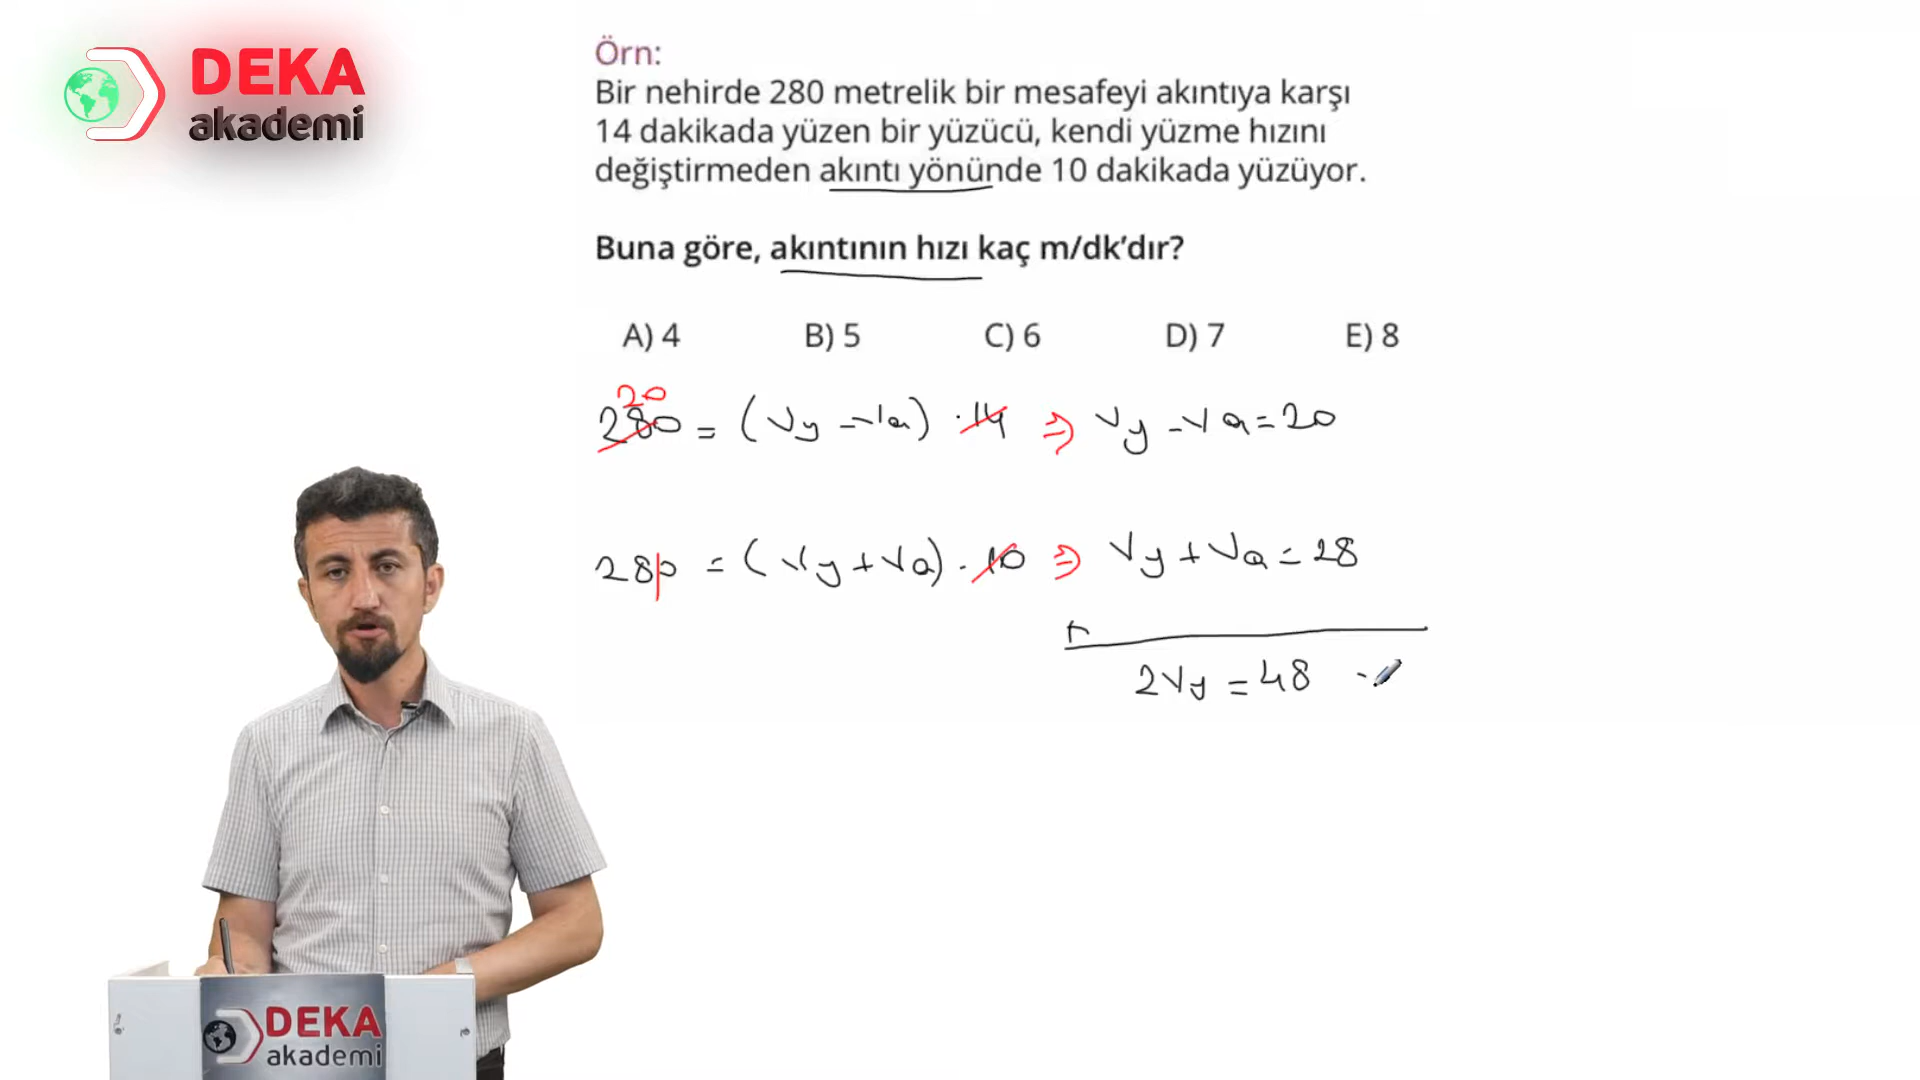 DEKA
akademi
Örn:
Bir nehirde 280 metrelik bir mesafeyi akıntıya karşı
14 dakikada yüzen bir yüzücü, kendi yüzme hızını
değiştirmeden akıntı yönünde 10 dakikada yüzüyor.
Buna göre, akıntının hızı kaç m/dk'dır?
A) 4 B) 5 C) 6 D) 7 E) 8
20
280 = (Vy - Va) · 14 ⇒ Vy - Va = 20
280 = (Vy + Va) · 10 ⇒ Vy + Va = 28
+
2Vy = 48
DEKA
akademi